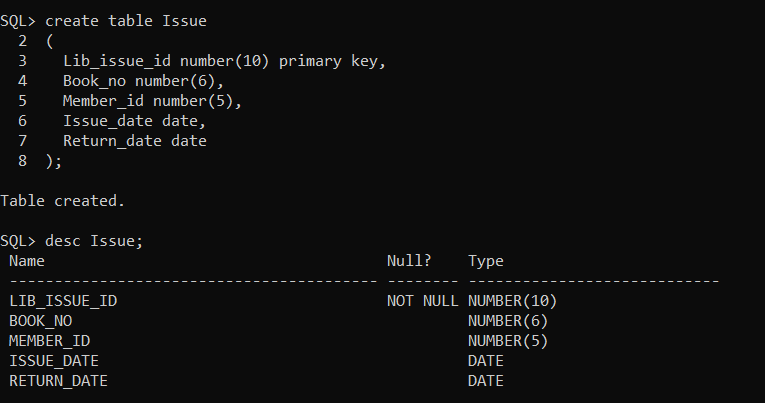 SQL> create table Issue
  2  (
  3    Lib_issue_id number(10) primary key,
  4    Book_no number(6),
  5    Member_id number(5),
  6    Issue_date date,
  7    Return_date date
  8  );
Table created.
SQL> desc Issue;
 Name                                      Null?    Type
 ----------------------------------------- -------- ----------------------------
 LIB_ISSUE_ID                              NOT NULL NUMBER(10)
 BOOK_NO                                            NUMBER(6)
 MEMBER_ID                                          NUMBER(5)
 ISSUE_DATE                                         DATE
 RETURN_DATE                                        DATE